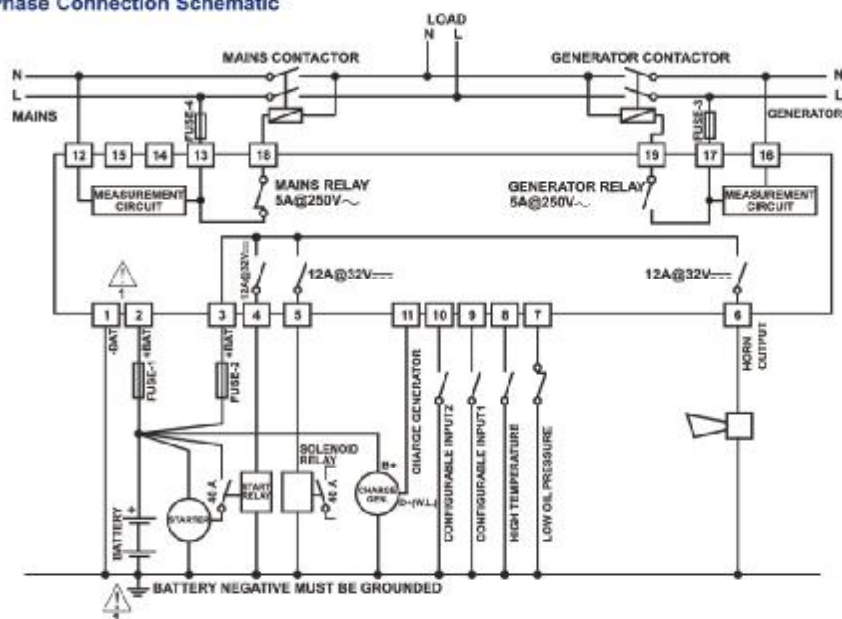 Phase Connection Schematic
LOAD
N L
MAINS CONTACTOR
GENERATOR CONTACTOR
N
N
L
L
MAINS
FUSE-4
FUSE-3
GENERATOR
12
15
14
13
18
19
17
16
MEASUREMENT
CIRCUIT
MAINS RELAY
5A@250V~
GENERATOR RELAY
5A@250V~
MEASUREMENT
CIRCUIT
12A@32V
12A@32V
12A@32V
1
2
3
4
5
11
10
9
8
7
6
-BAT
+BAT
FUSE-1
+BAT
FUSE-2
CHARGE GENERATOR
CONFIGURABLE INPUT2
CONFIGURABLE INPUT1
HIGH TEMPERATURE
LOW OIL PRESSURE
HORN
OUTPUT
SOLENOID
RELAY
B+
D+(W.L.)
CHARGE
GEN.
40 A
START
RELAY
40 A
STARTER
+
BATTERY
BATTERY NEGATIVE MUST BE GROUNDED